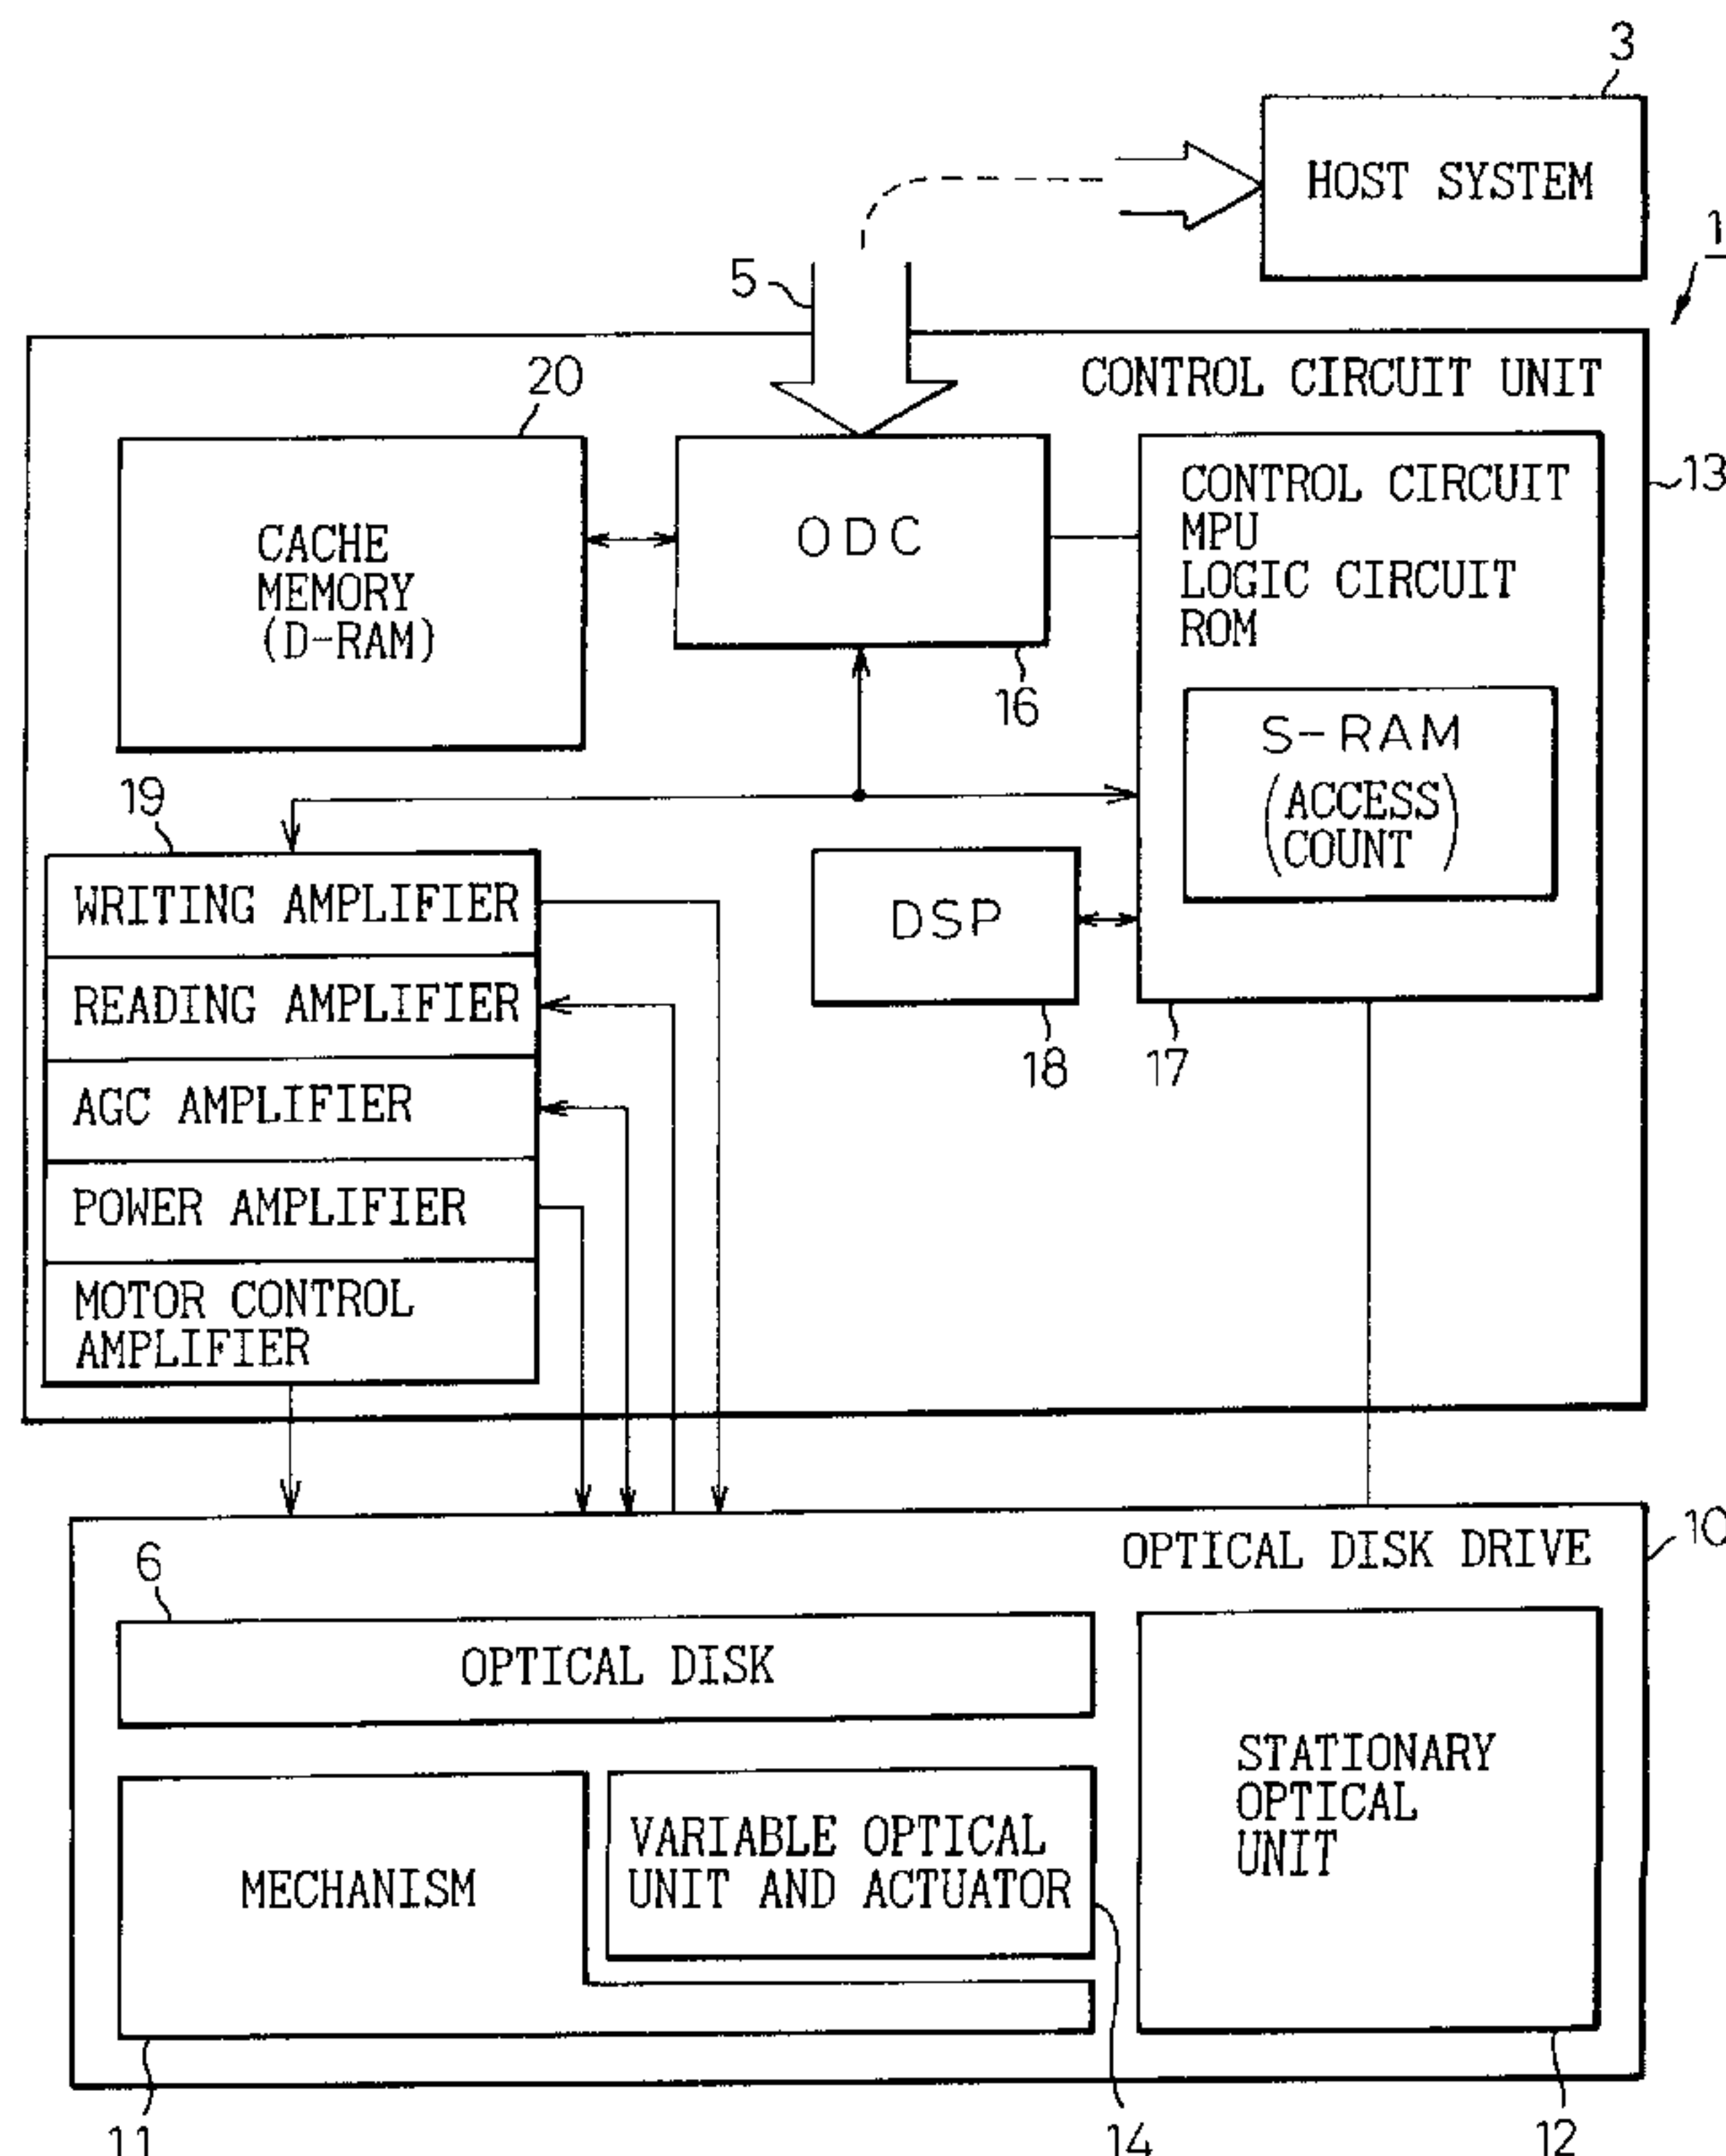 3
HOST SYSTEM
1
5
CONTROL CIRCUIT UNIT
20
13
CACHE
MEMORY
(D-RAM)
ODC
16
CONTROL CIRCUIT
MPU
LOGIC CIRCUIT
ROM
S-RAM
(ACCESS
COUNT)
19
WRITING AMPLIFIER
READING AMPLIFIER
AGC AMPLIFIER
POWER AMPLIFIER
MOTOR CONTROL
AMPLIFIER
DSP
18
17
OPTICAL DISK DRIVE
10
6
OPTICAL DISK
MECHANISM
VARIABLE OPTICAL
UNIT AND ACTUATOR
STATIONARY
OPTICAL
UNIT
11
14
12